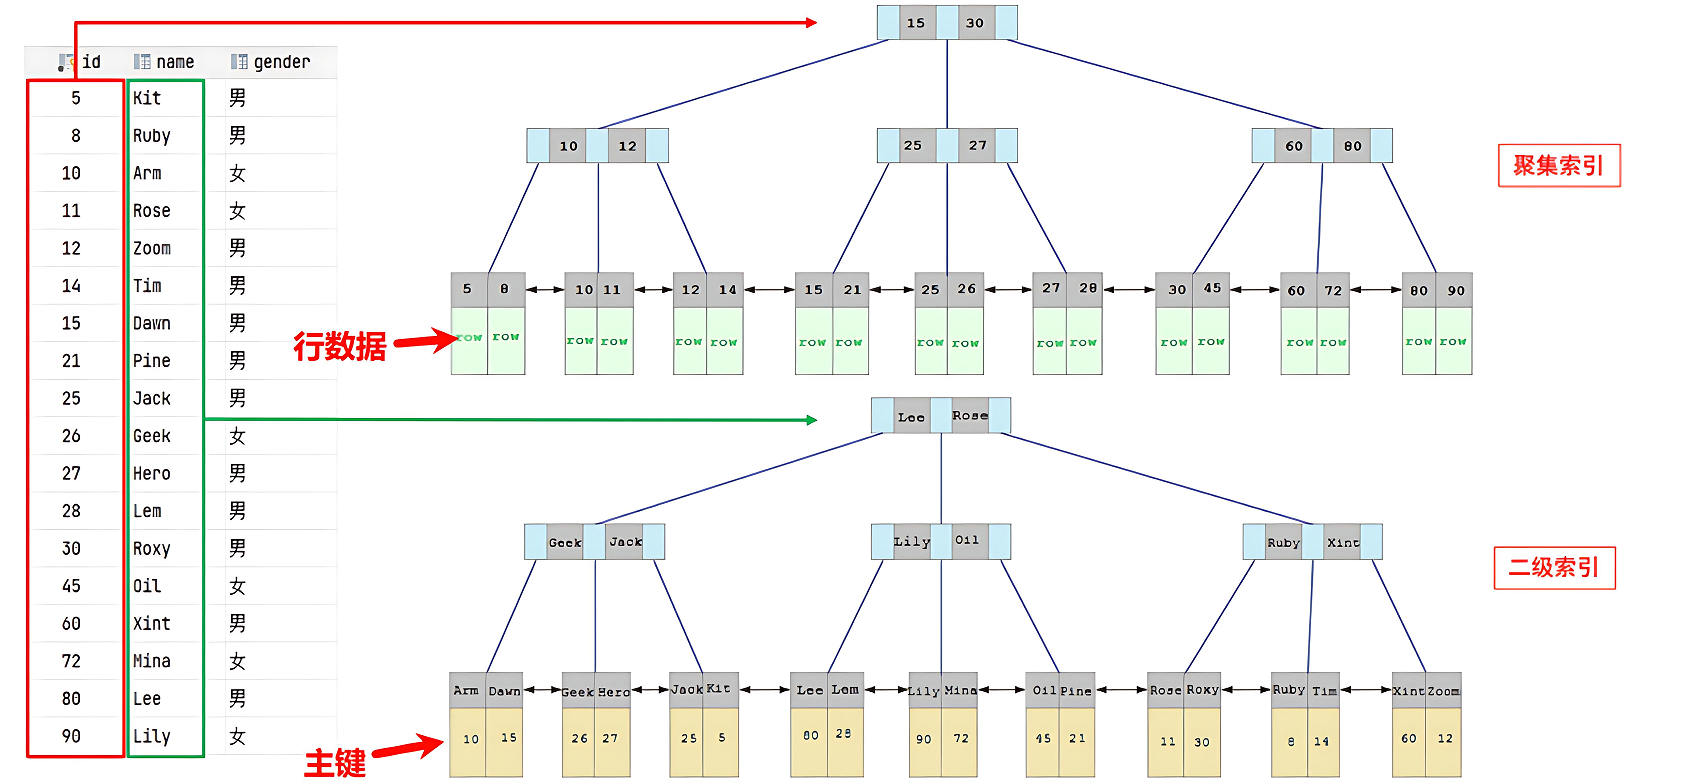 id name gender
5 Kit 男
8 Ruby 男
10 Arm 女
11 Rose 女
12 Zoom 男
14 Tim 男
15 Dawn 男
21 Pine 男
25 Jack 男
26 Geek 女
27 Hero 男
28 Lem 男
30 Roxy 男
45 Oil 女
60 Xint 男
72 Mina 女
80 Lee 男
90 Lily 女
15 30
10 12 25 27 60 80
聚集索引
5 8 10 11 12 14 15 21 25 26 27 28 30 45 60 72 80 90
行数据
row row row row row row row row row row row row row row row row row row
Lee Rose
Geek Jack Lily Oil Ruby Xint
二级索引
Arm Dawn Geek Hero Jack Kit Lee Lem Lily Mina Oil Pine Rose Roxy Ruby Tim Xint Zoom
10 15 26 27 25 5 80 28 90 72 45 21 11 30 8 14 60 12
主键